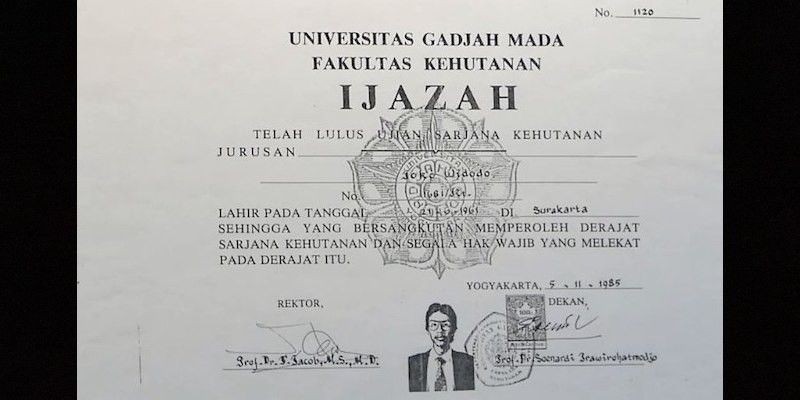 No. 1120
UNIVERSITAS GADJAH MADA
FAKULTAS KEHUTANAN
IJAZAH
TELAH LULUS UJIAN SARJANA KEHUTANAN
JURUSAN
Joko Widodo
No. 1681/KT.
LAHIR PADA TANGGAL 21-6-1961 DI Surakarta
SEHINGGA YANG BERSANGKUTAN MEMPEROLEH DERAJAT
SARJANA KEHUTANAN DAN SEGALA HAK WAJIB YANG MELEKAT
PADA DERAJAT ITU.
YOGYAKARTA, 5 - 11 - 1985
REKTOR, DEKAN,
Prof. Dr. T. Jacob, M.S., M.D. Prof. Dr. Soenardi Prawirohatmodjo